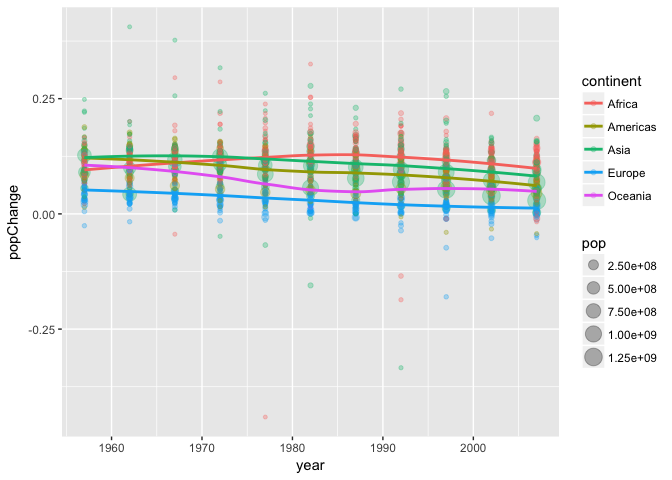 popChange
0.25
0.00
-0.25
1960 1970 1980 1990 2000
year
continent
Africa
Americas
Asia
Europe
Oceania
pop
2.50e+08
5.00e+08
7.50e+08
1.00e+09
1.25e+09